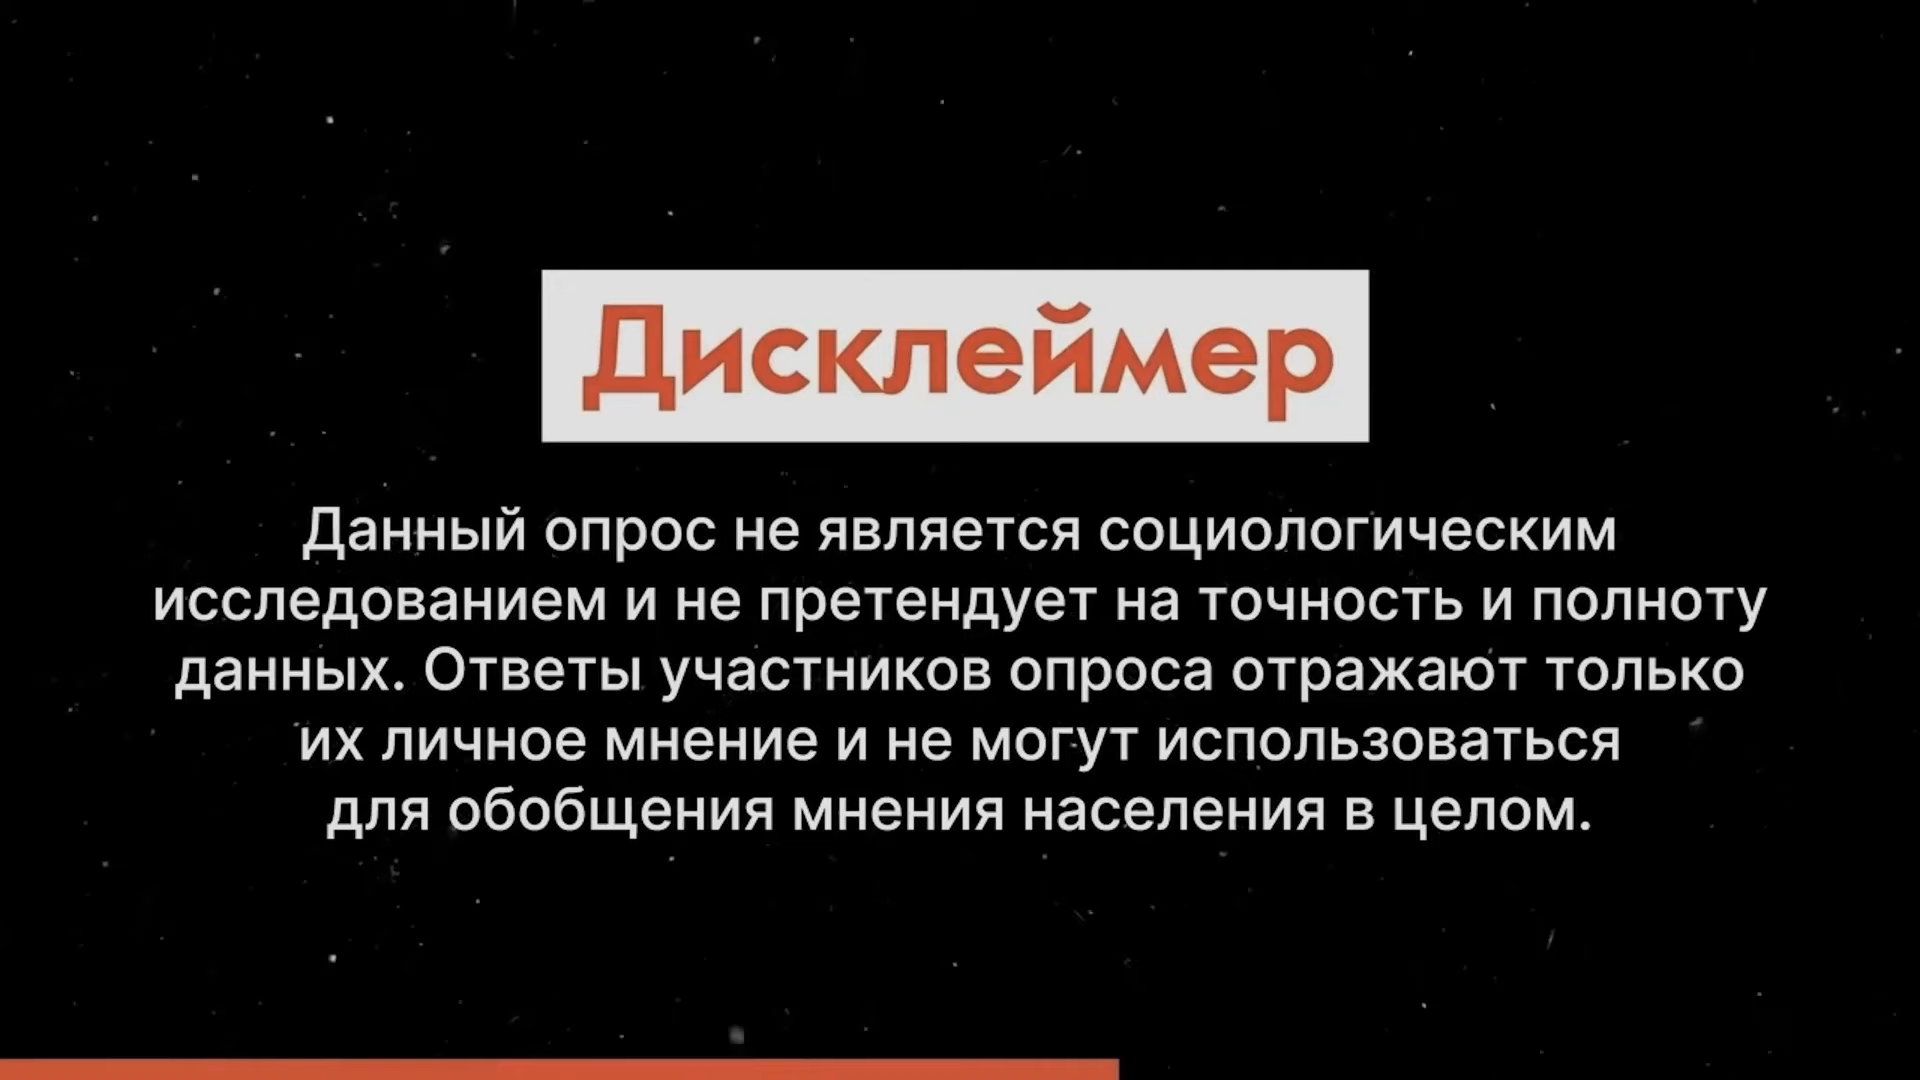 Дисклеймер
Данный опрос не является социологическим
исследованием и не претендует на точность и полноту
данных. Ответы участников опроса отражают только
их личное мнение и не могут использоваться
для обобщения мнения населения в целом.